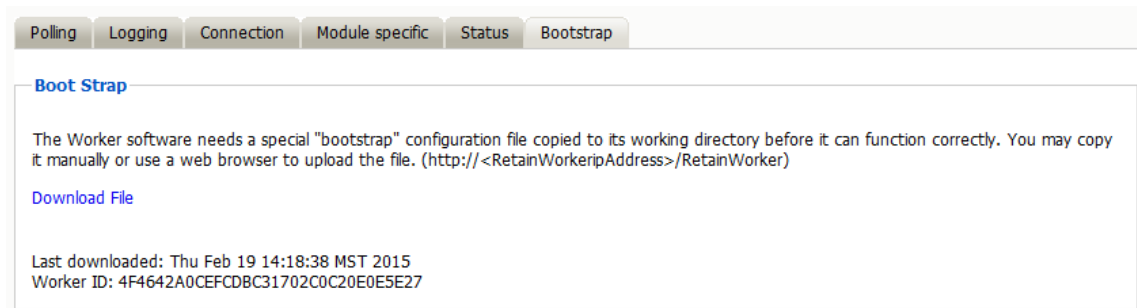 Polling Logging Connection Module specific Status Bootstrap
Boot Strap
The Worker software needs a special "bootstrap" configuration file copied to its working directory before it can function correctly. You may copy
it manually or use a web browser to upload the file. (http://<RetainWorkeripAddress>/RetainWorker)
Download File
Last downloaded: Thu Feb 19 14:18:38 MST 2015
Worker ID: 4F4642A0CEFCDBC31702C0C20E0E5E27